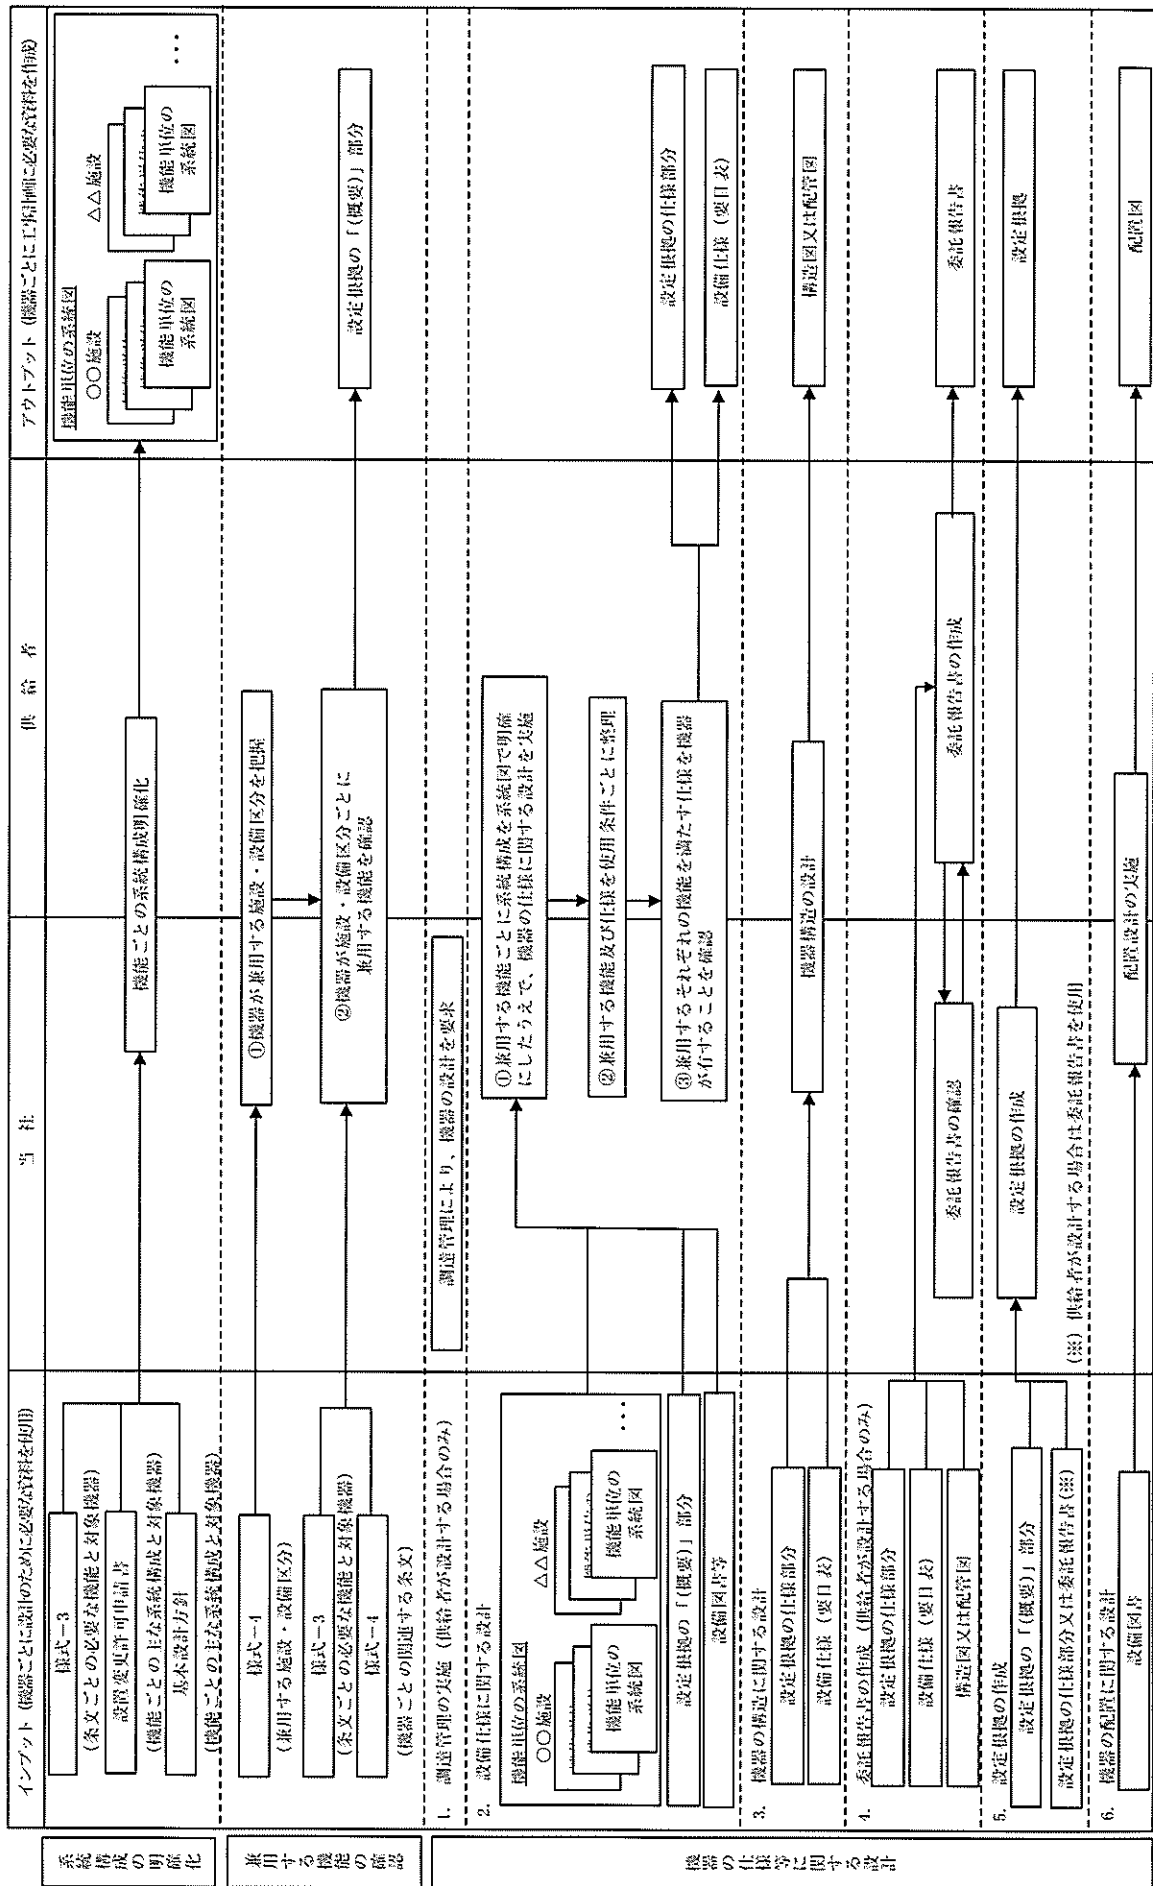 インプット (機器ごとに設計のために必要な資料を使用)
当 社
供 給 者
アウトプット (機器ごとに工事計画に必要な資料を作成)
系統構成の明確化
様式−3
(条文ごとの必要な機能と対象機器)
設置変更許可申請書
(機能ごとの主な系統構成と対象機器)
基本設計方針
(機能ごとの主な系統構成と対象機器)
機能ごとの系統構成明確化
機能単位の系統図
○○施設
機能単位の
系統図
△△施設
機能単位の
系統図
・・・
兼用する機能の確認
様式−4
(兼用する施設・設備区分)
様式−3
(条文ごとの必要な機能と対象機器)
様式−4
(機器ごとの関連する条文)
①機器が兼用する施設・設備区分を把握
②機器が施設・設備区分ごとに
兼用する機能を確認
設定根拠の「(概要)」部分
機器の仕様等に関する設計
1. 調達管理の実施 (供給者が設計する場合のみ)
調達管理により、機器の設計を要求
2. 設備仕様に関する設計
機能単位の系統図
○○施設
機能単位の
系統図
△△施設
機能単位の
系統図
・・・
設定根拠の「(概要)」部分
設備図書等
①兼用する機能ごとに系統構成を系統図で明確
にしたうえで、機器の仕様に関する設計を実施
②兼用する機能及び仕様を使用条件ごとに整理
③兼用するそれぞれの機能を満たす仕様を機器
が有することを確認
設定根拠の仕様部分
設備仕様 (要目表)
3. 機器の構造に関する設計
設定根拠の仕様部分
設備仕様 (要目表)
機器構造の設計
構造図又は配管図
4. 委託報告書の作成 (供給者が設計する場合のみ)
設定根拠の仕様部分
設備仕様 (要目表)
構造図又は配管図
委託報告書の確認
委託報告書の作成
委託報告書
5. 設定根拠の作成
設定根拠の「(概要)」部分
設定根拠の仕様部分又は委託報告書(※)
設定根拠の作成
(※) 供給者が設計する場合は委託報告書を使用
設定根拠
6. 機器の配置に関する設計
設備図書
配置設計の実施
配置図